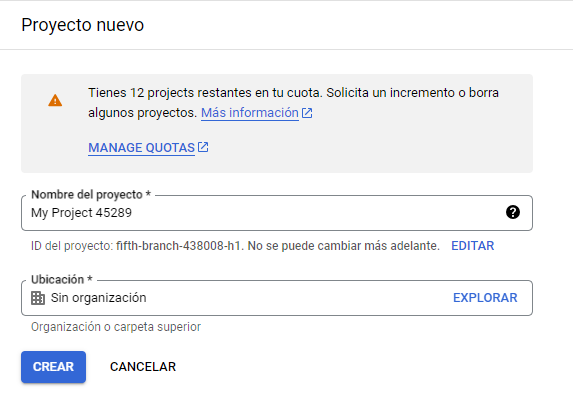 Proyecto nuevo
Tienes 12 projects restantes en tu cuota. Solicita un incremento o borra
algunos proyectos. Más información
MANAGE QUOTAS
Nombre del proyecto *
My Project 45289
ID del proyecto: fifth-branch-438008-h1. No se puede cambiar más adelante. EDITAR
Ubicación *
Sin organización EXPLORAR
Organización o carpeta superior
CREAR CANCELAR